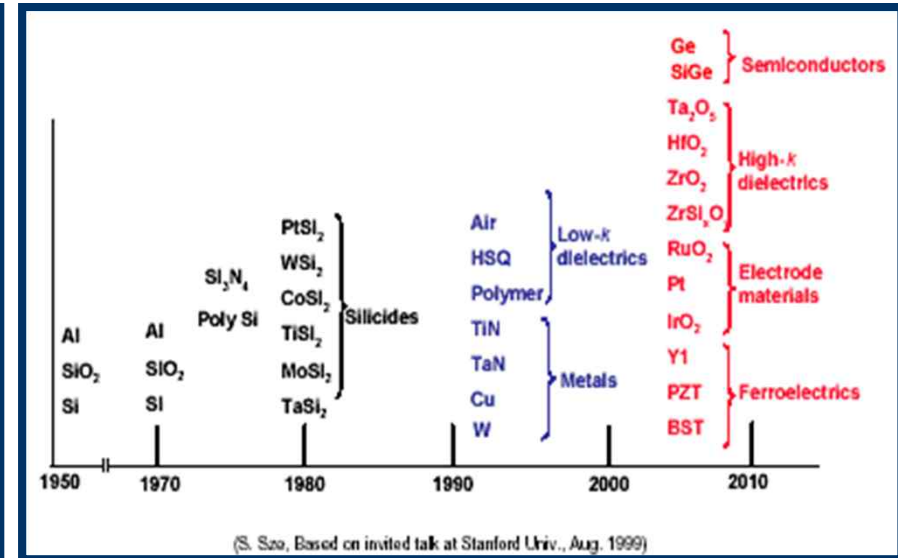 Ge
SiGe
Semiconductors
Ta₂O₅
HfO₂
ZrO₂
ZrSiₓO
High-k
dielectrics
RuO₂
Pt
IrO₂
Electrode
materials
Y1
PZT
BST
Ferroelectrics
Air
HSQ
Polymer
Low-k
dielectrics
TiN
TaN
Cu
W
Metals
PtSi₂
WSi₂
CoSi₂
TiSi₂
MoSi₂
TaSi₂
Silicides
Si₃N₄
Poly Si
Al
SiO₂
Si
Al
SiO₂
Si
1950 1970 1980 1990 2000 2010
(S. Sze, Based on invited talk at Stanford Univ., Aug. 1999)